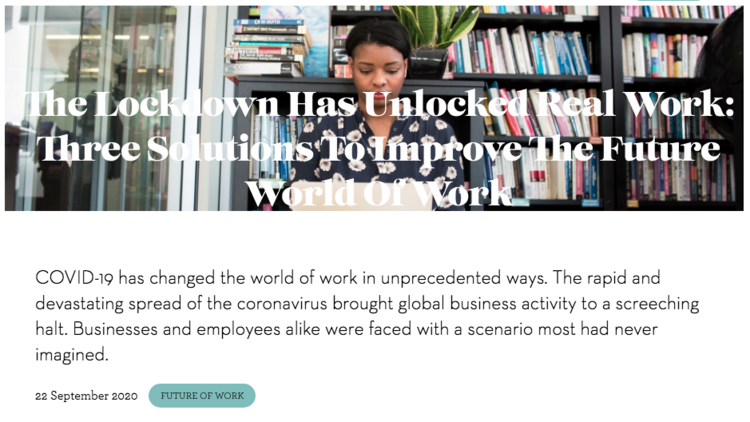 The Lockdown Has Unlocked Real Work:
Three Solutions To Improve The Future
World Of Work
COVID-19 has changed the world of work in unprecedented ways. The rapid and
devastating spread of the coronavirus brought global business activity to a screeching
halt. Businesses and employees alike were faced with a scenario most had never
imagined.
22 September 2020 FUTURE OF WORK